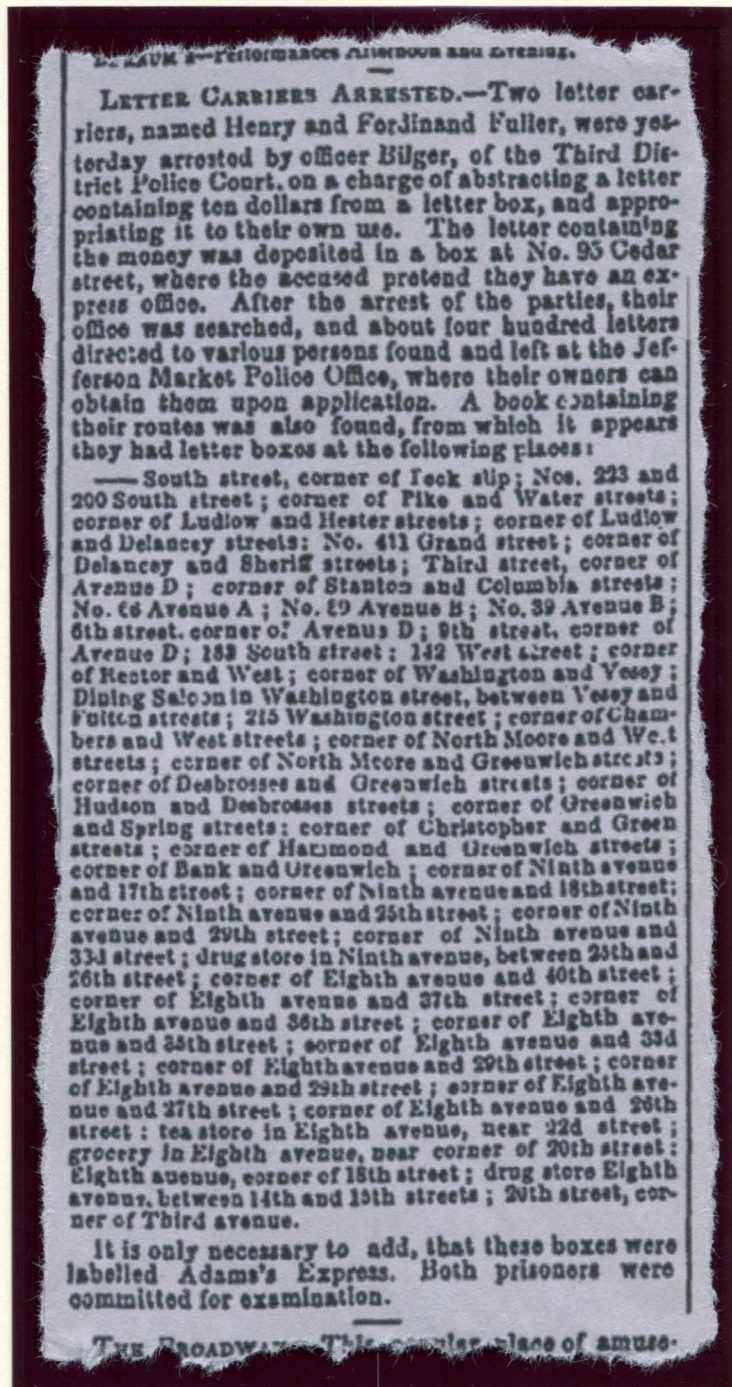 —Performances Afternoon and Evening.
LETTER CARRIERS ARRESTED.—Two letter car-
riers, named Henry and Ferdinand Fuller, were yes-
terday arrested by officer Bilger, of the Third Dis-
trict Police Court, on a charge of abstracting a letter
containing ten dollars from a letter box, and appro-
priating it to their own use. The letter containing
the money was deposited in a box at No. 95 Cedar
street, where the accused pretend they have an ex-
press office. After the arrest of the parties, their
office was searched, and about four hundred letters
directed to various persons found and left at the Jef-
ferson Market Police Office, where their owners can
obtain them upon application. A book containing
their routes was also found, from which it appears
they had letter boxes at the following places:
— South street, corner of Peck slip; Nos. 223 and
200 South street; corner of Pike and Water streets;
corner of Ludlow and Hester streets; corner of Ludlow
and Delancey streets; No. 411 Grand street; corner of
Delancey and Sheriff streets; Third street, corner of
Avenue D; corner of Stanton and Columbia streets;
No. 66 Avenue A; No. 29 Avenue B; No. 39 Avenue B;
6th street, corner of Avenue D; 9th street, corner of
Avenue D; 183 South street; 142 West street; corner
of Rector and West; corner of Washington and Vesey;
Dining Saloon in Washington street, between Vesey and
Fulton streets; 215 Washington street; corner of Cham-
bers and West streets; corner of North Moore and West
streets; corner of North Moore and Greenwich streets;
corner of Desbrosses and Greenwich streets; corner of
Hudson and Desbrosses streets; corner of Greenwich
and Spring streets; corner of Christopher and Green
streets; corner of Hammond and Greenwich streets;
corner of Bank and Greenwich; corner of Ninth avenue
and 17th street; corner of Ninth avenue and 18th street;
corner of Ninth avenue and 25th street; corner of Ninth
avenue and 29th street; corner of Ninth avenue and
33d street; drug store in Ninth avenue, between 25th and
26th street; corner of Eighth avenue and 40th street;
corner of Eighth avenue and 37th street; corner of
Eighth avenue and 36th street; corner of Eighth ave-
nue and 35th street; corner of Eighth avenue and 33d
street; corner of Eighth avenue and 29th street; corner
of Eighth avenue and 29th street; corner of Eighth ave-
nue and 27th street; corner of Eighth avenue and 26th
street; tea store in Eighth avenue, near 22d street;
grocery in Eighth avenue, near corner of 20th street;
Eighth auenue, corner of 18th street; drug store Eighth
avenue, between 14th and 15th streets; 20th street, cor-
ner of Third avenue.
It is only necessary to add, that these boxes were
labelled Adams's Express. Both prisoners were
committed for examination.
THE BROADWAY.—This popular place of amuse-